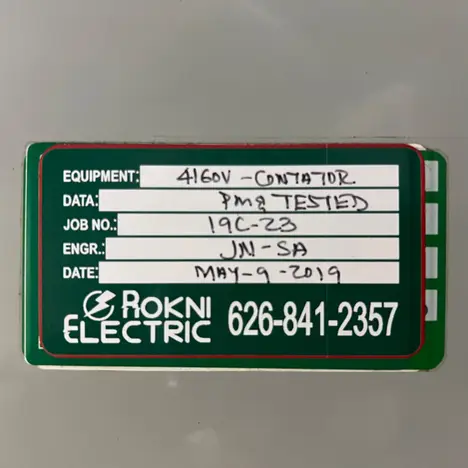 EQUIPMENT: 4160V-CONTATOR
DATA: PM & TESTED
JOB NO.: 19C-23
ENGR.: JN-SA
DATE: MAY-9-2019
ROKNI
ELECTRIC 626-841-2357